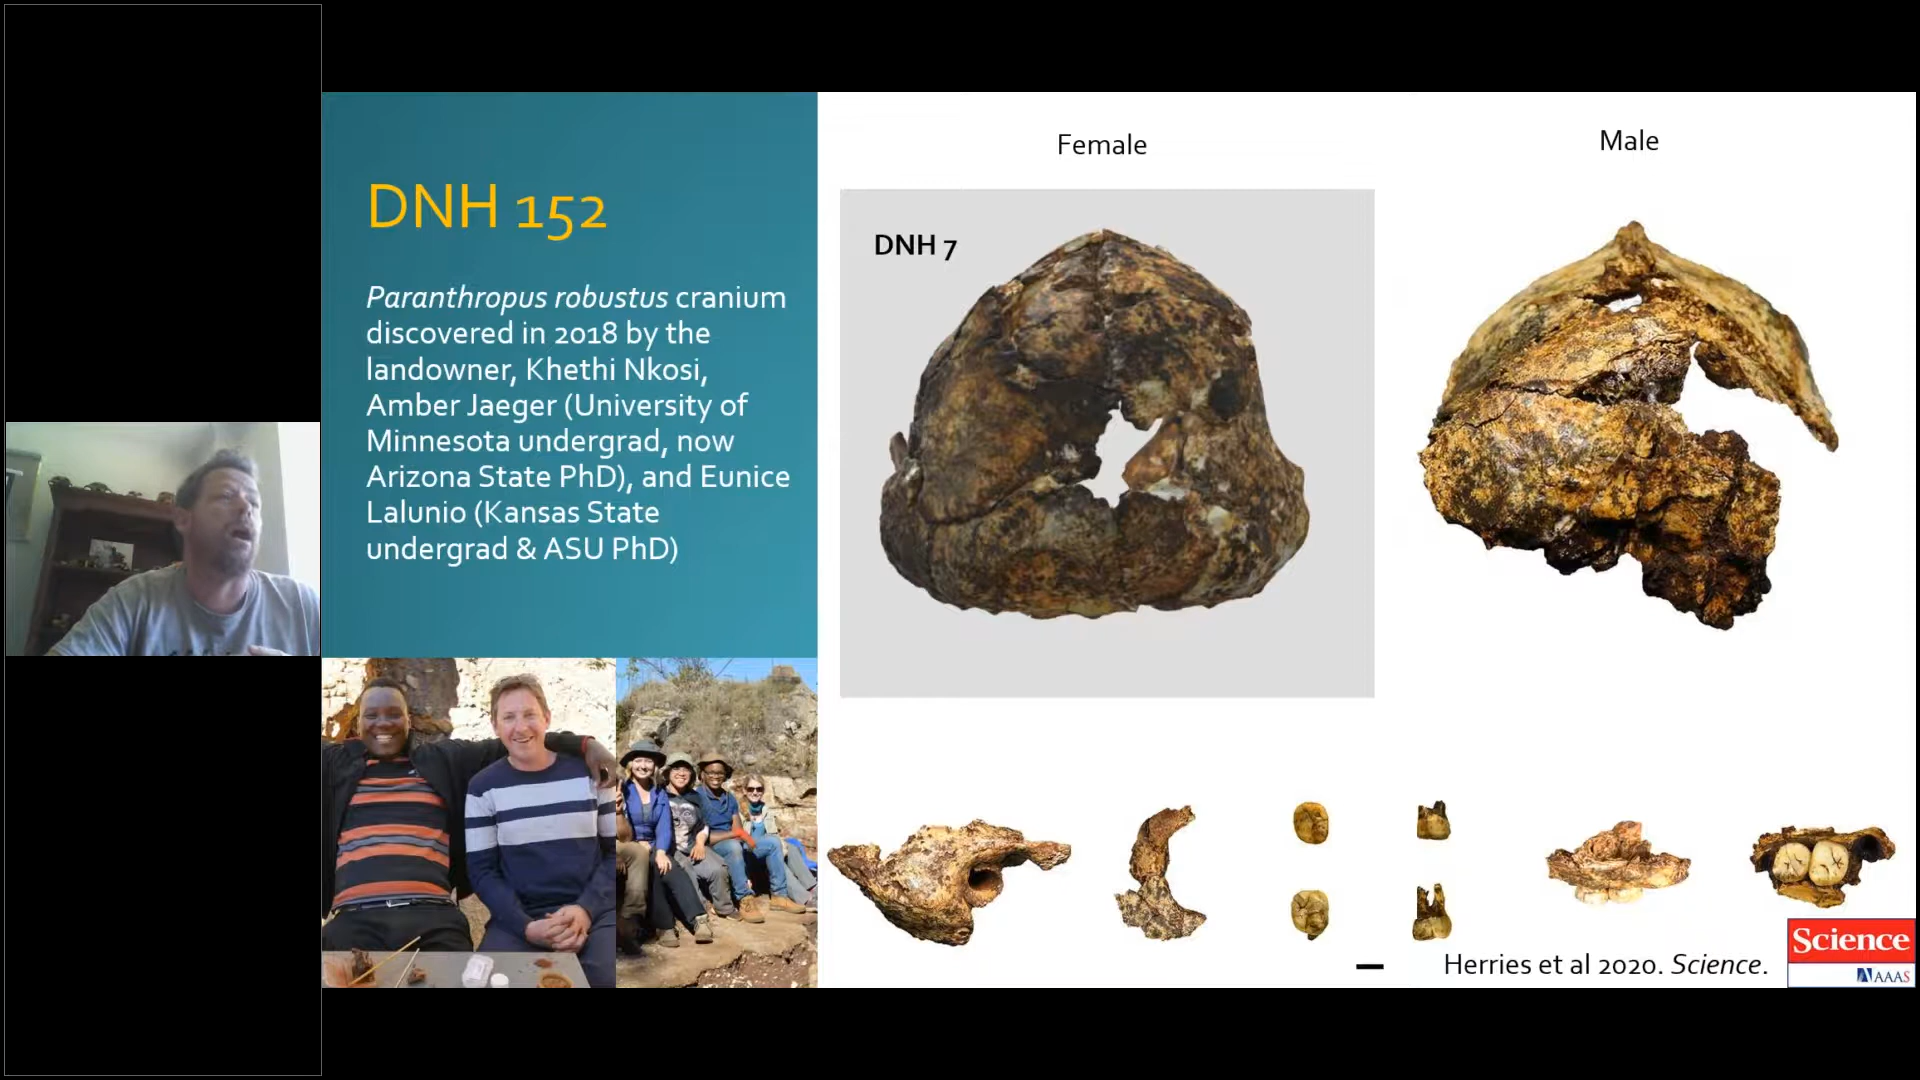 DNH 152
Paranthropus robustus cranium
discovered in 2018 by the
landowner, Khethi Nkosi,
Amber Jaeger (University of
Minnesota undergrad, now
Arizona State PhD), and Eunice
Lalunio (Kansas State
undergrad & ASU PhD)
Female
Male
DNH 7
Herries et al 2020. Science.
Science
AAAS